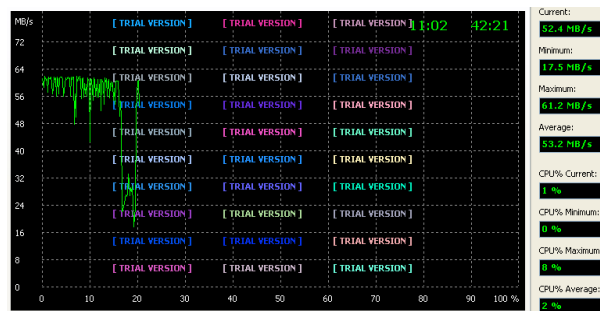 MB/s [ TRIAL VERSION ] [ TRIAL VERSION ] [ TRIAL VERSION ] 11:02 42:21
72 [ TRIAL VERSION ] [ TRIAL VERSION ] [ TRIAL VERSION ]
64 [ TRIAL VERSION ] [ TRIAL VERSION ] [ TRIAL VERSION ]
56 [ TRIAL VERSION ] [ TRIAL VERSION ] [ TRIAL VERSION ]
48 [ TRIAL VERSION ] [ TRIAL VERSION ] [ TRIAL VERSION ]
40 [ TRIAL VERSION ] [ TRIAL VERSION ] [ TRIAL VERSION ]
32 [ TRIAL VERSION ] [ TRIAL VERSION ] [ TRIAL VERSION ]
24 [ TRIAL VERSION ] [ TRIAL VERSION ] [ TRIAL VERSION ]
16 [ TRIAL VERSION ] [ TRIAL VERSION ] [ TRIAL VERSION ]
8 [ TRIAL VERSION ] [ TRIAL VERSION ] [ TRIAL VERSION ]
0
0 10 20 30 40 50 60 70 80 90 100 %
Current:
52.4 MB/s
Minimum:
17.5 MB/s
Maximum:
61.2 MB/s
Average:
53.2 MB/s
CPU% Current:
1 %
CPU% Minimum:
0 %
CPU% Maximum
8 %
CPU% Average:
2 %